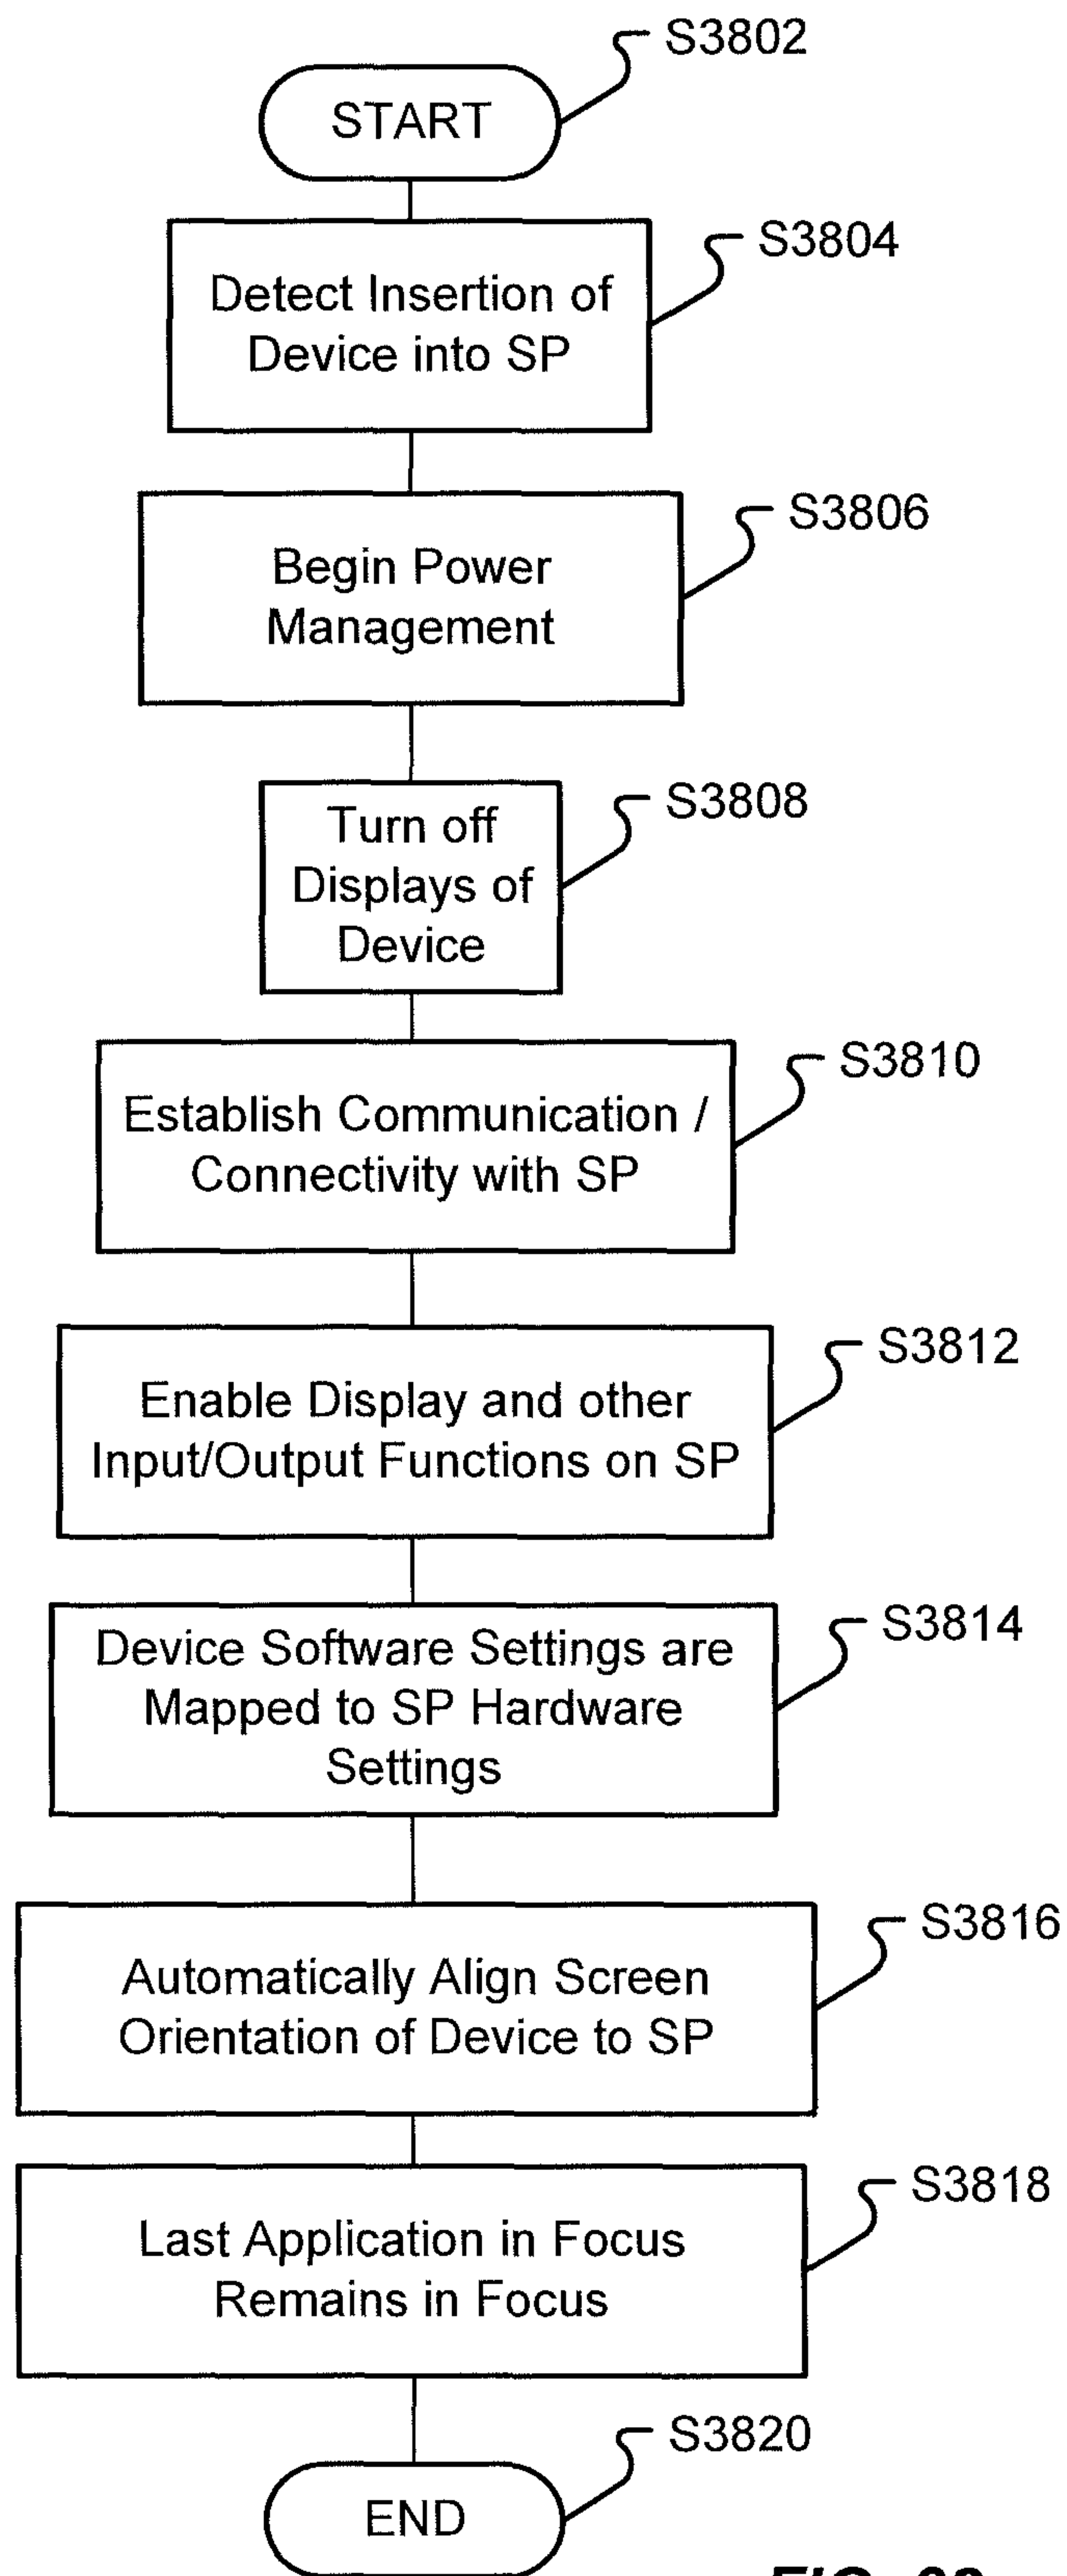 S3802
START
S3804
Detect Insertion of
Device into SP
S3806
Begin Power
Management
S3808
Turn off
Displays of
Device
S3810
Establish Communication /
Connectivity with SP
S3812
Enable Display and other
Input/Output Functions on SP
S3814
Device Software Settings are
Mapped to SP Hardware
Settings
S3816
Automatically Align Screen
Orientation of Device to SP
S3818
Last Application in Focus
Remains in Focus
S3820
END